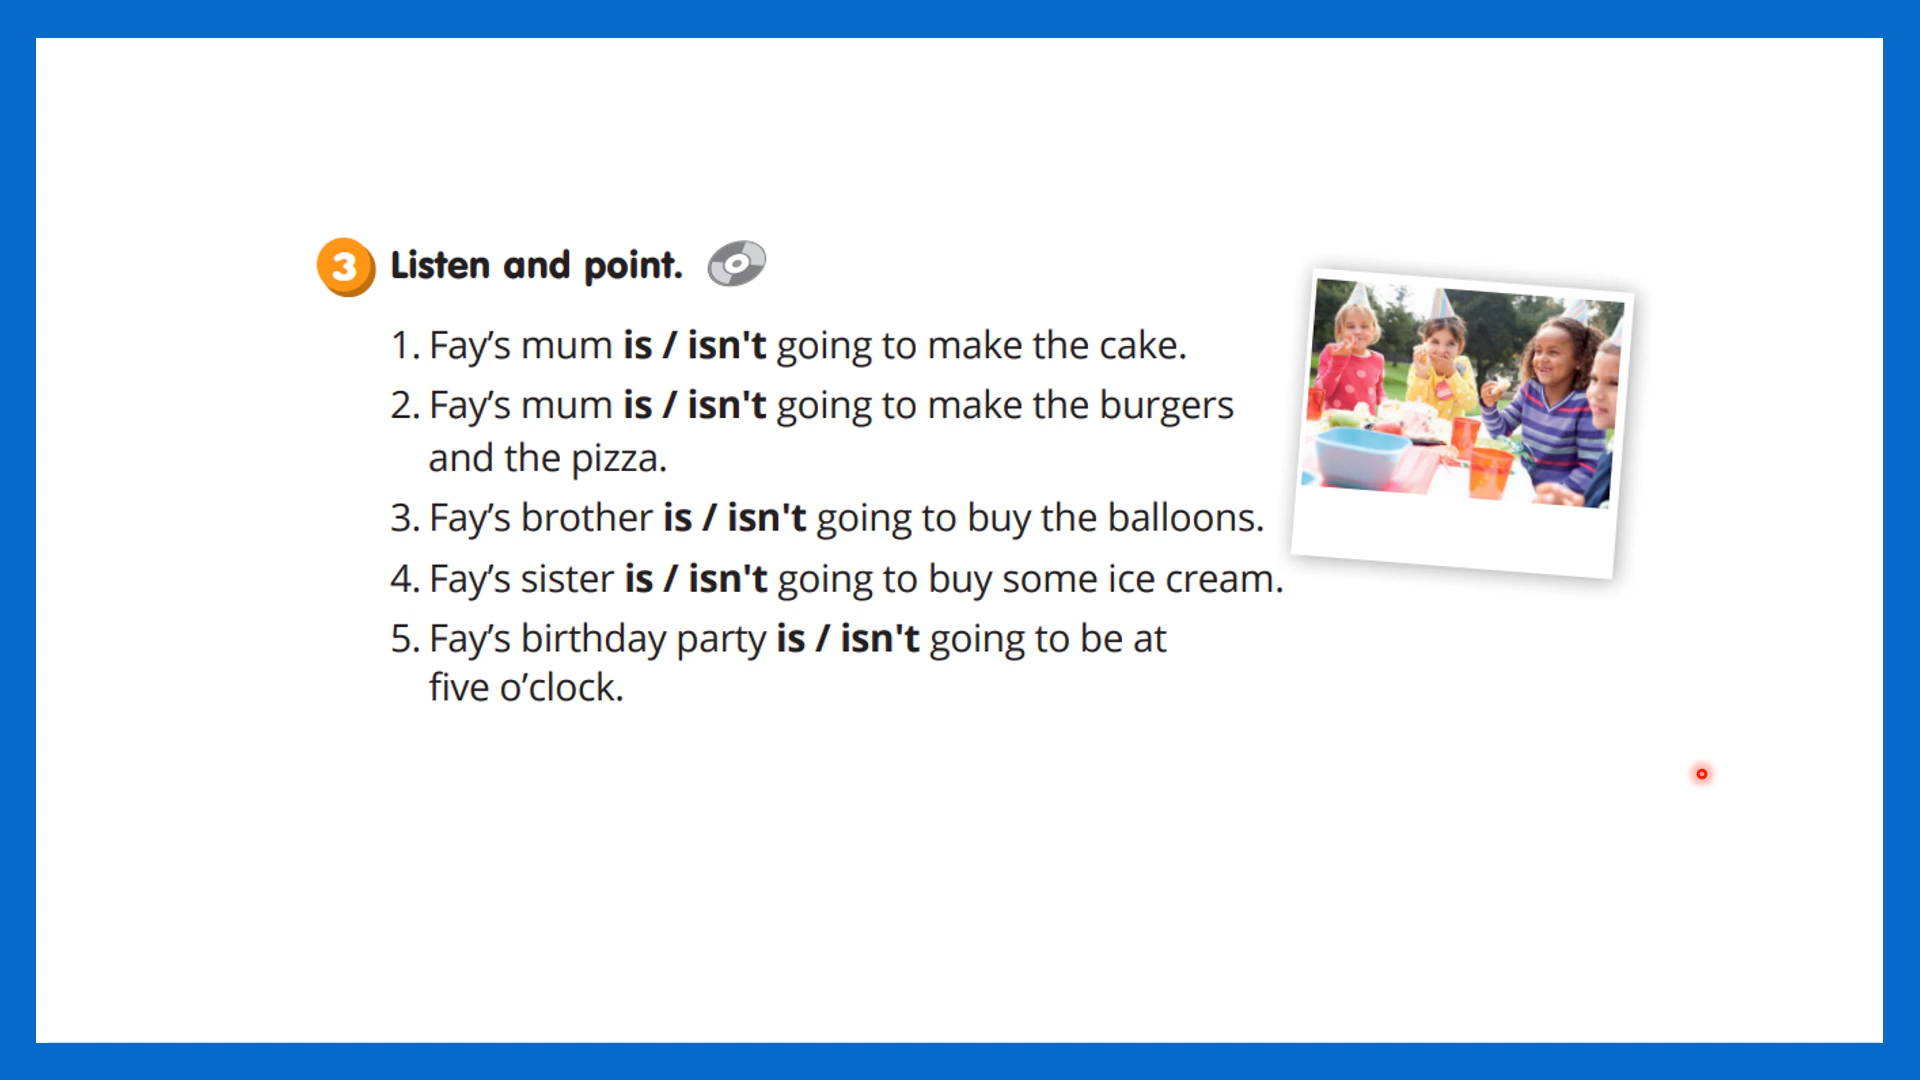 3 Listen and point.
1. Fay’s mum is / isn't going to make the cake.
2. Fay’s mum is / isn't going to make the burgers
and the pizza.
3. Fay’s brother is / isn't going to buy the balloons.
4. Fay’s sister is / isn't going to buy some ice cream.
5. Fay’s birthday party is / isn't going to be at
five o’clock.